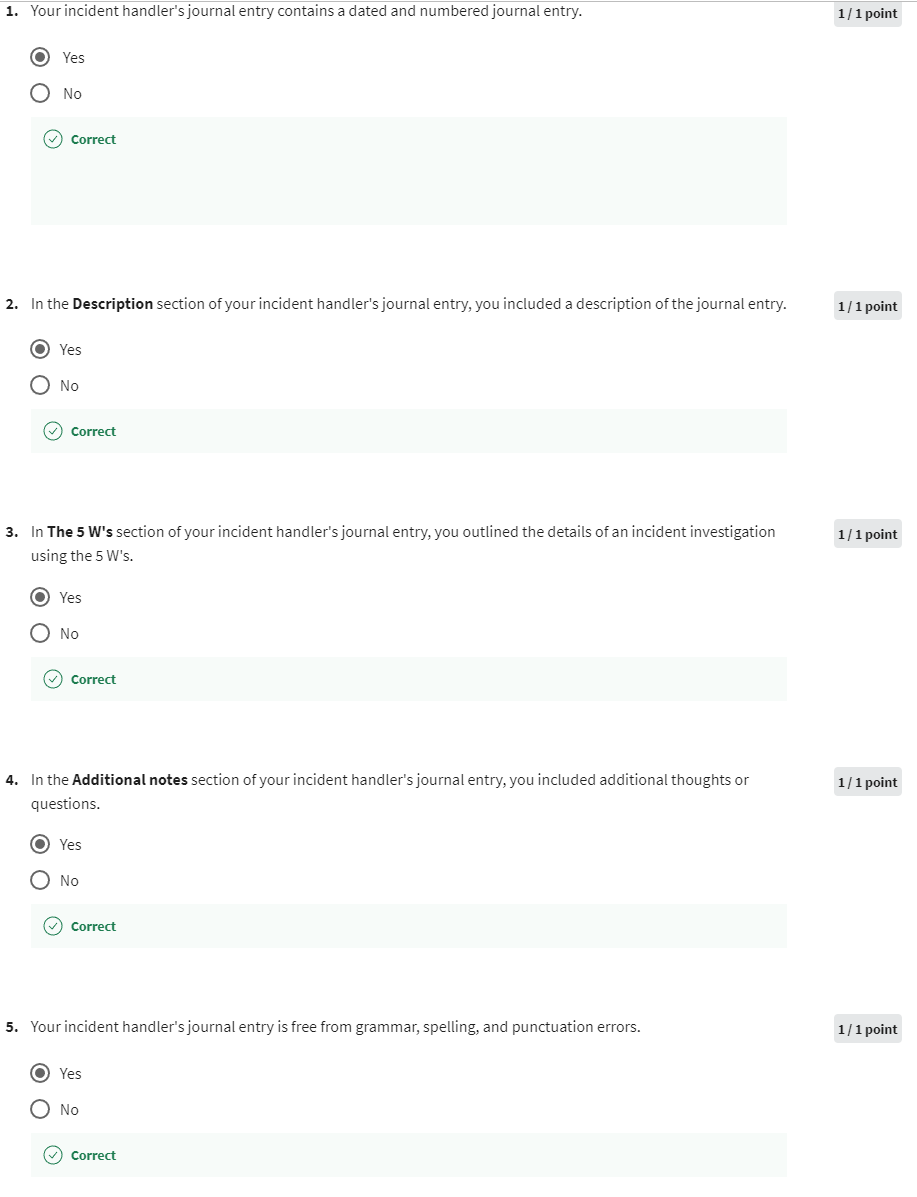 1. Your incident handler's journal entry contains a dated and numbered journal entry.
1 / 1 point
Yes
No
Correct
2. In the Description section of your incident handler's journal entry, you included a description of the journal entry.
1 / 1 point
Yes
No
Correct
3. In The 5 W's section of your incident handler's journal entry, you outlined the details of an incident investigation
using the 5 W's.
1 / 1 point
Yes
No
Correct
4. In the Additional notes section of your incident handler's journal entry, you included additional thoughts or
questions.
1 / 1 point
Yes
No
Correct
5. Your incident handler's journal entry is free from grammar, spelling, and punctuation errors.
1 / 1 point
Yes
No
Correct